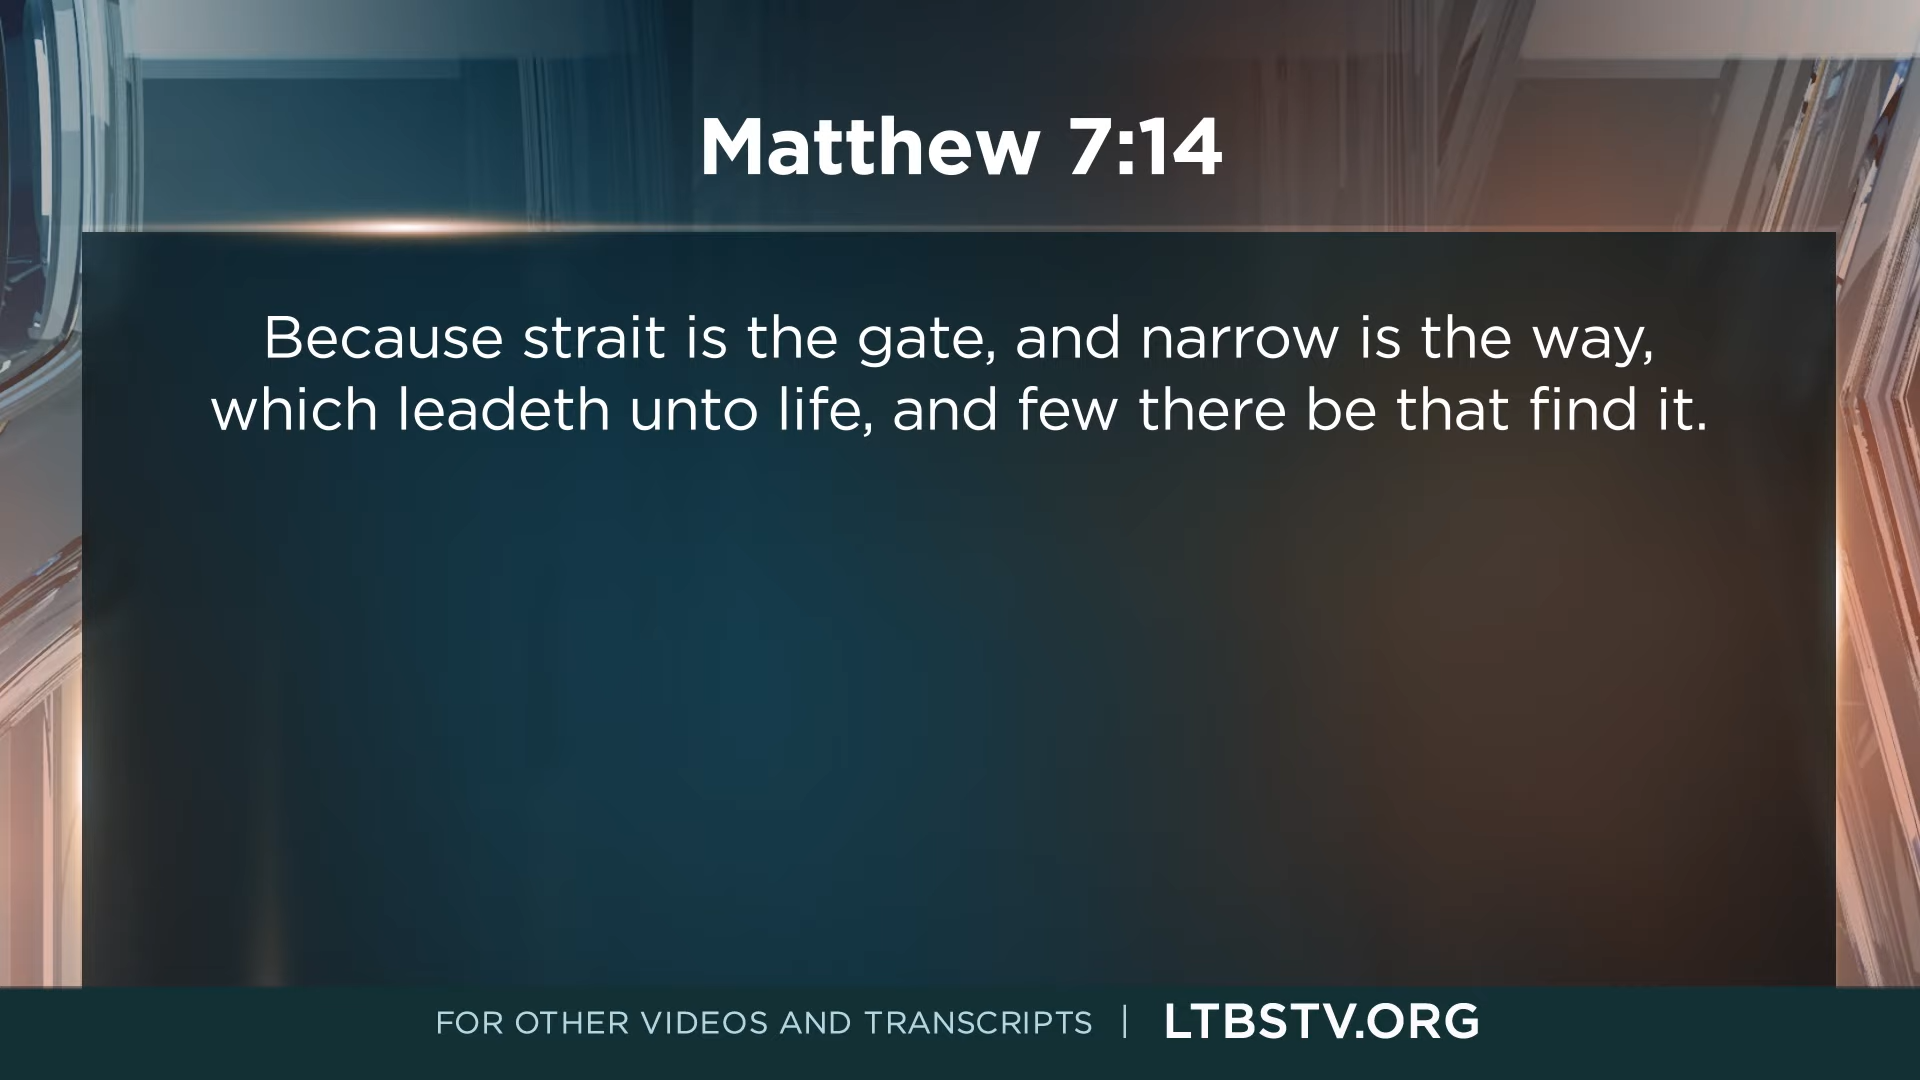 Matthew 7:14
Because strait is the gate, and narrow is the way,
which leadeth unto life, and few there be that find it.
FOR OTHER VIDEOS AND TRANSCRIPTS | LTBSTV.ORG